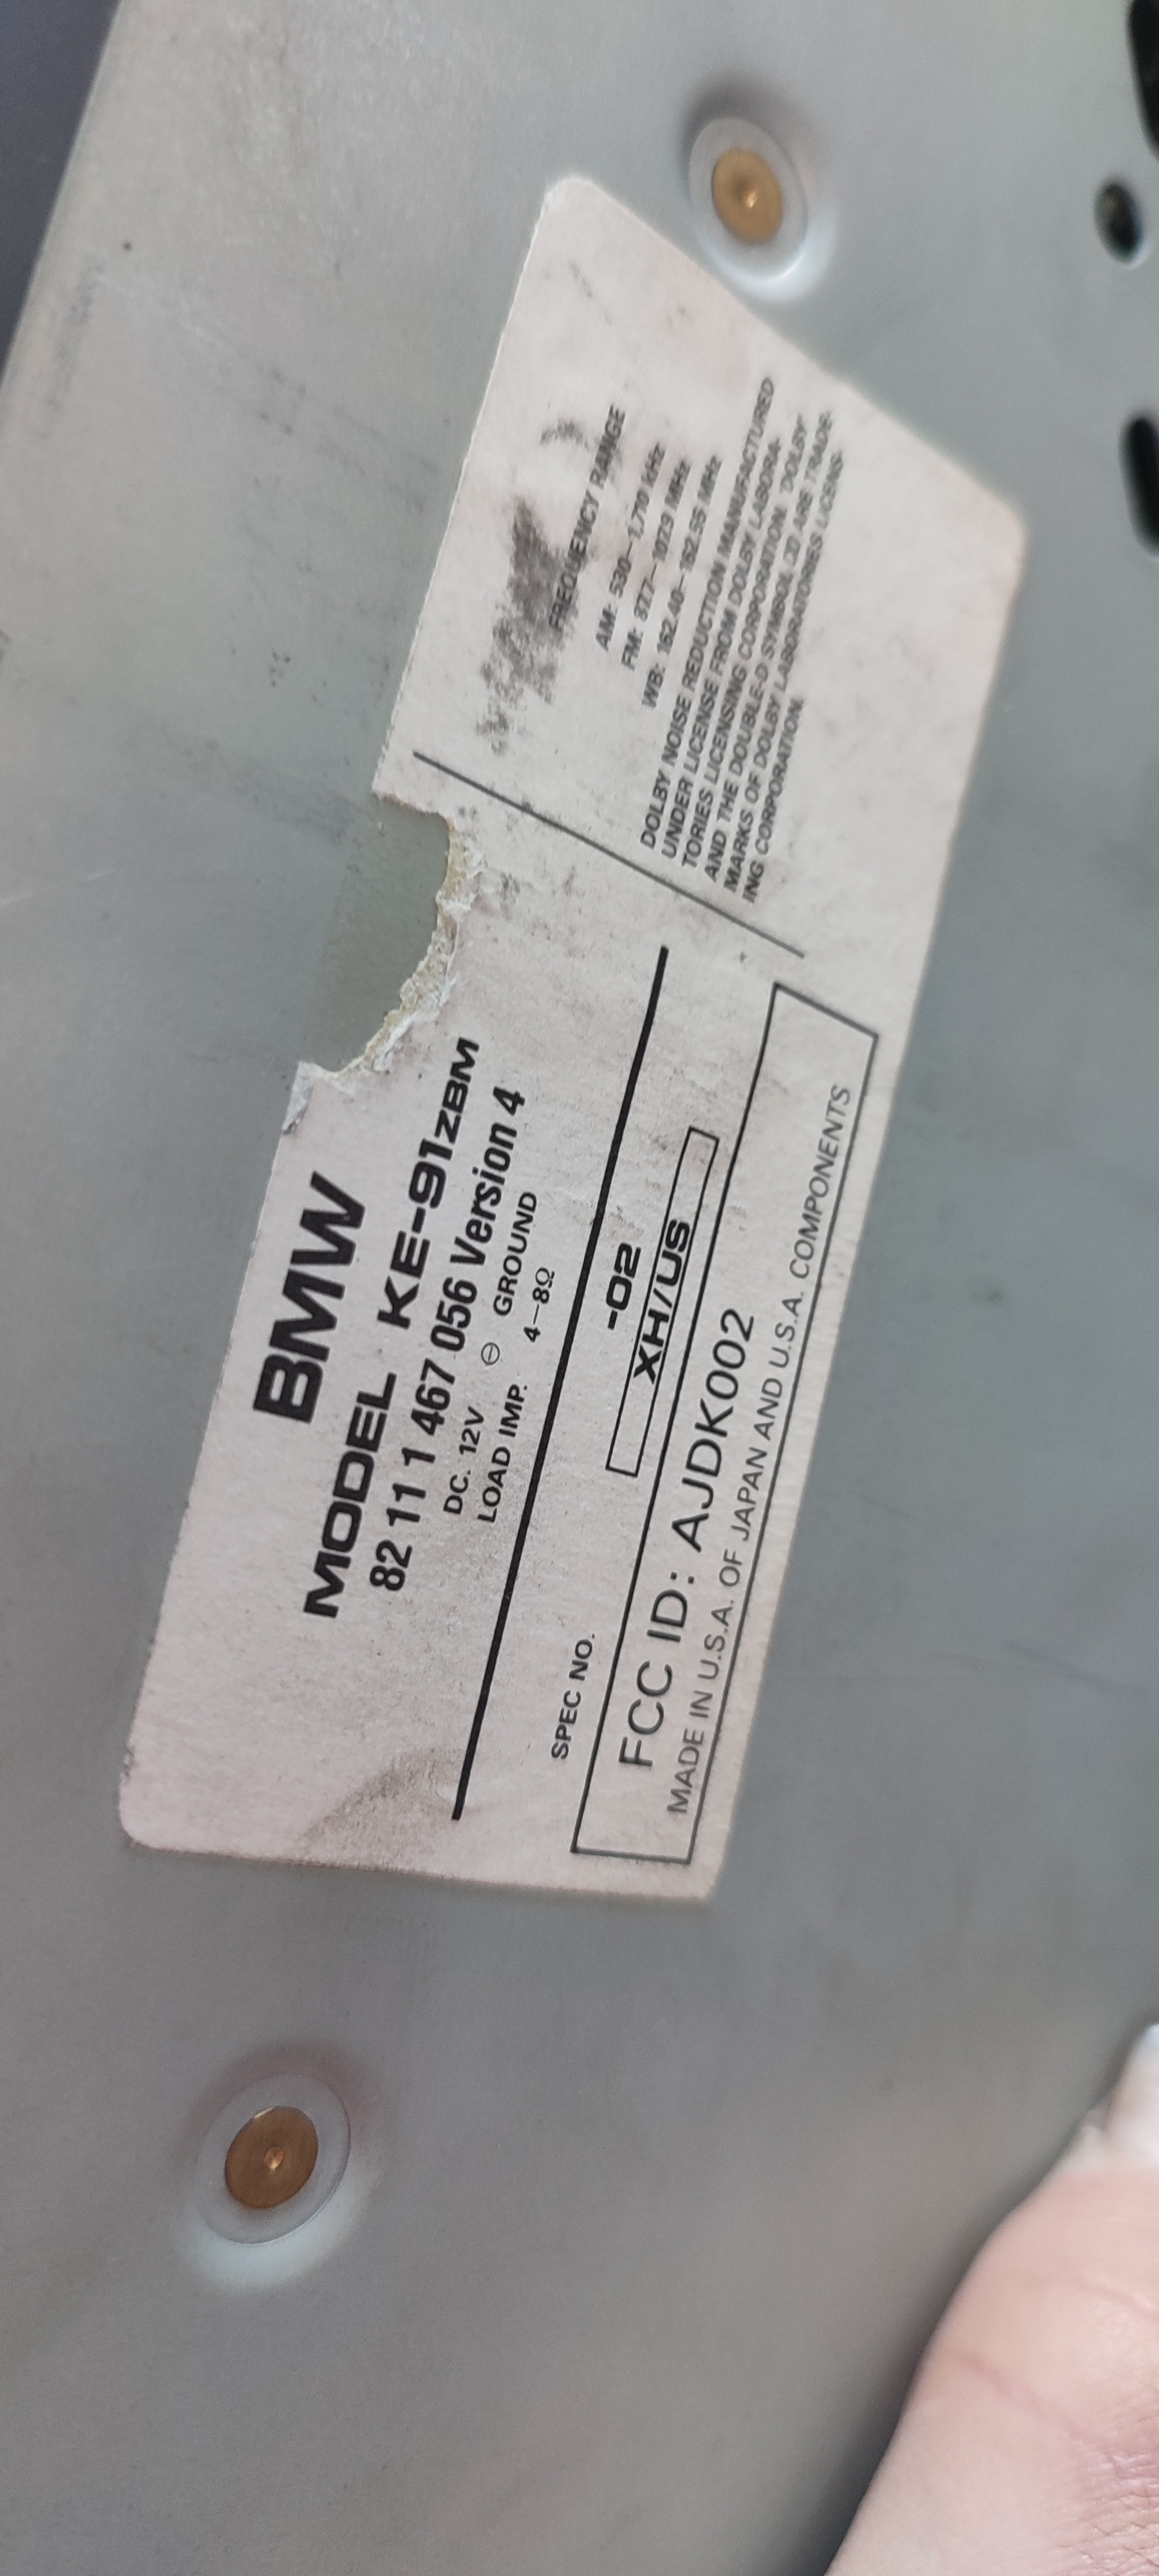 BMW
MODEL KE-91ZBM
82 11 1 467 056 Version 4
DC. 12V ⊖ GROUND
LOAD IMP. 4–8Ω
SPEC NO. -02
XH/US
FCC ID: AJDK002
MADE IN U.S.A. OF JAPAN AND U.S.A. COMPONENTS
FREQUENCY RANGE
AM: 530–1,710 kHz
FM: 87.7–107.9 MHz
WB: 162.40–162.55 MHz
DOLBY NOISE REDUCTION MANUFACTURED
UNDER LICENSE FROM DOLBY LABORA-
TORIES LICENSING CORPORATION. "DOLBY"
AND THE DOUBLE-D SYMBOL ARE TRADE-
MARKS OF DOLBY LABORATORIES LICENS-
ING CORPORATION.